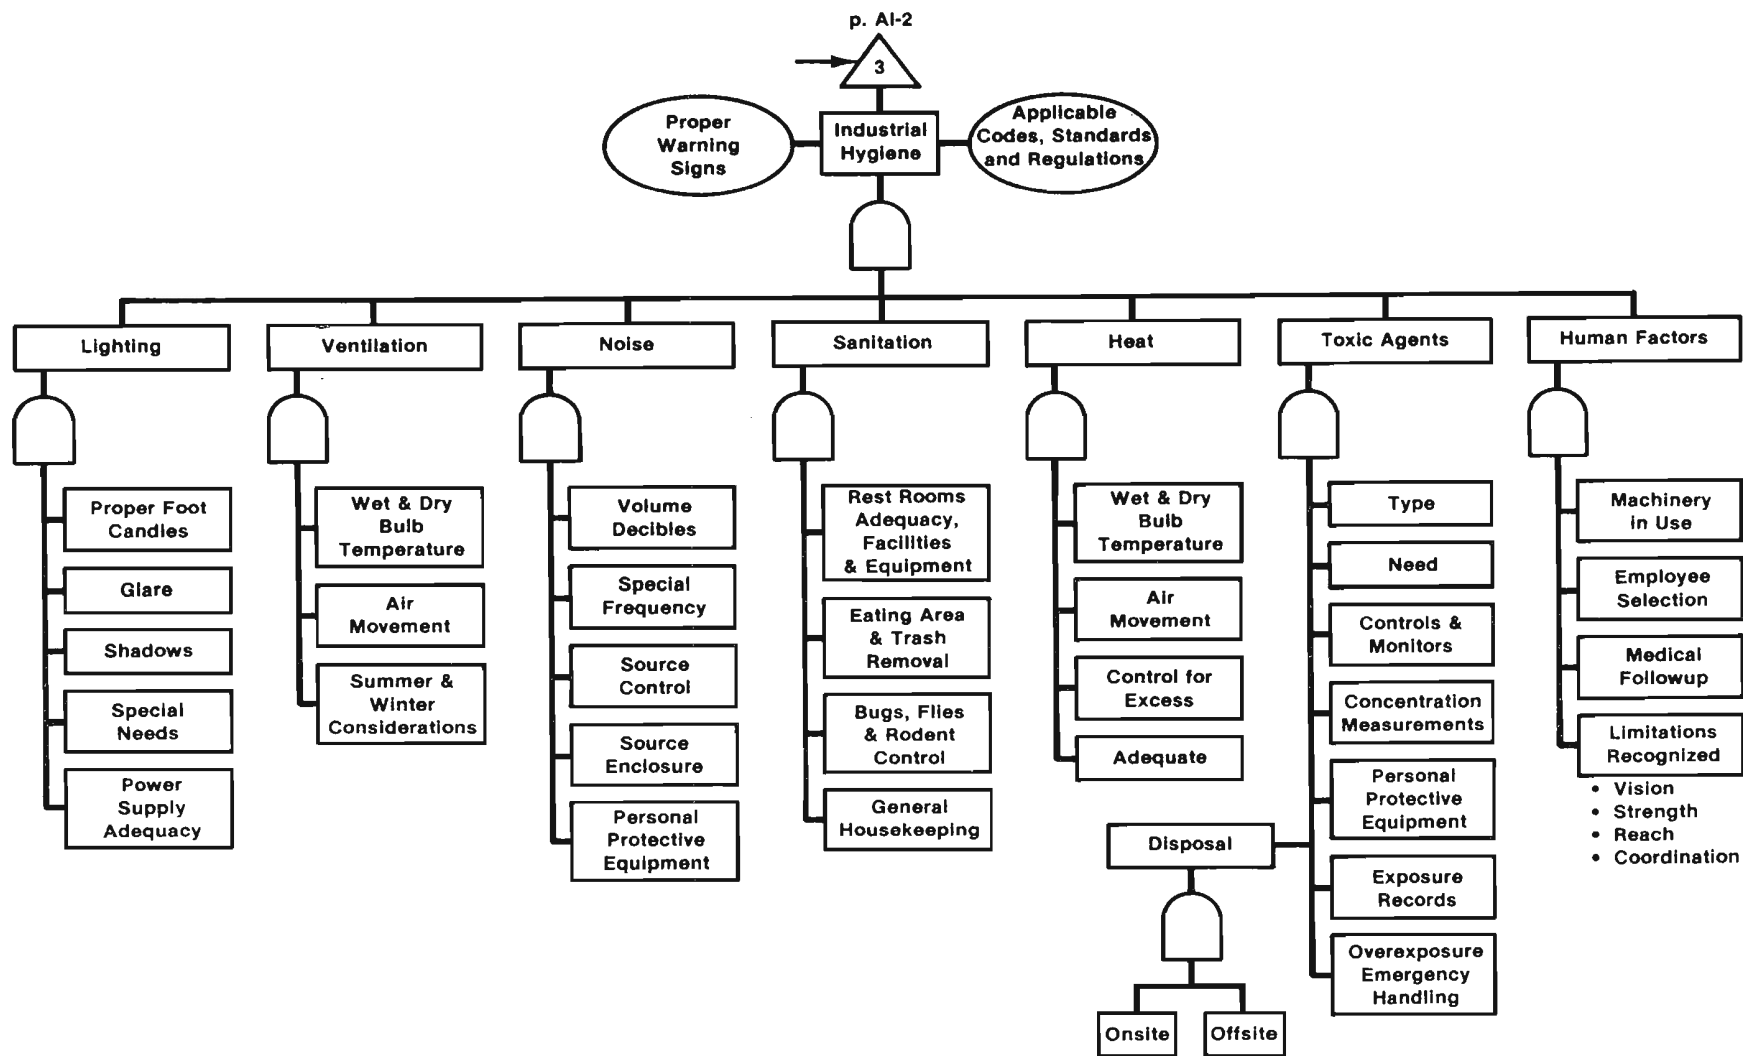 p. AI-2
3
Proper
Warning
Signs
Industrial
Hygiene
Applicable
Codes, Standards
and Regulations
Lighting
Ventilation
Noise
Sanitation
Heat
Toxic Agents
Human Factors
Proper Foot
Candles
Glare
Shadows
Special
Needs
Power
Supply
Adequacy
Wet & Dry
Bulb
Temperature
Air
Movement
Summer &
Winter
Considerations
Volume
Decibles
Special
Frequency
Source
Control
Source
Enclosure
Personal
Protective
Equipment
Rest Rooms
Adequacy,
Facilities
& Equipment
Eating Area
& Trash
Removal
Bugs, Flies
& Rodent
Control
General
Housekeeping
Wet & Dry
Bulb
Temperature
Air
Movement
Control for
Excess
Adequate
Type
Need
Controls &
Monitors
Concentration
Measurements
Personal
Protective
Equipment
Exposure
Records
Overexposure
Emergency
Handling
Disposal
Onsite
Offsite
Machinery
in Use
Employee
Selection
Medical
Followup
Limitations
Recognized
• Vision
• Strength
• Reach
• Coordination